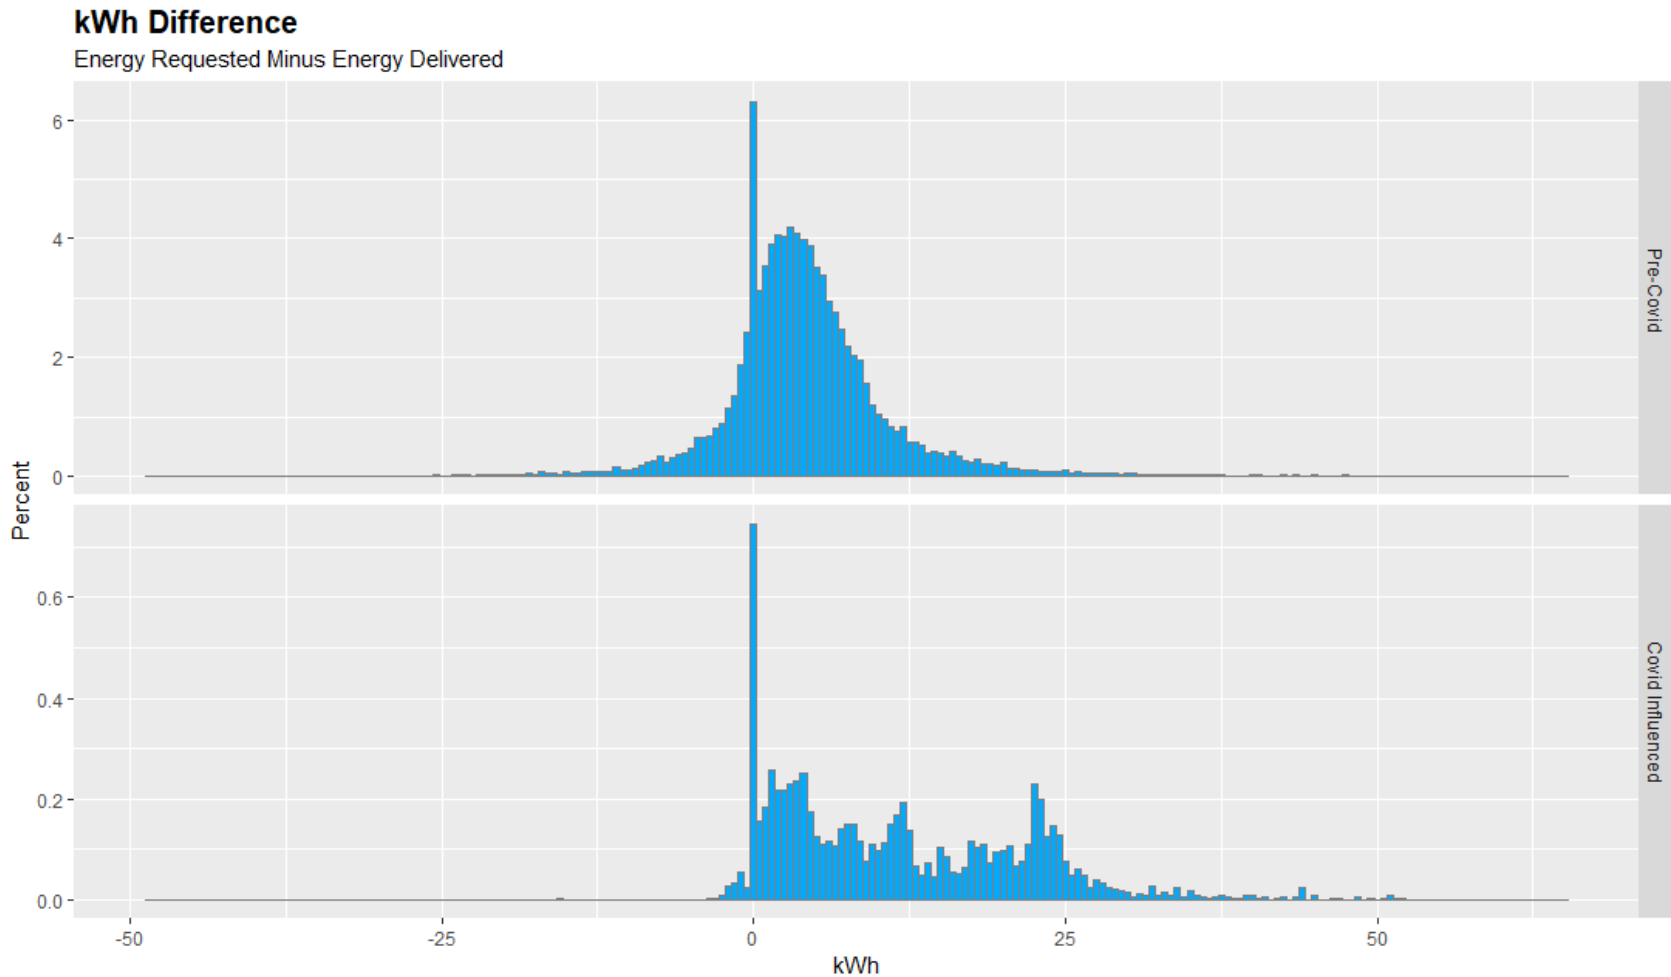 kWh Difference
Energy Requested Minus Energy Delivered
6
4
2
0
Pre-Covid
Percent
0.6
0.4
0.2
0.0
Covid Influenced
-50
-25
0
25
50
kWh